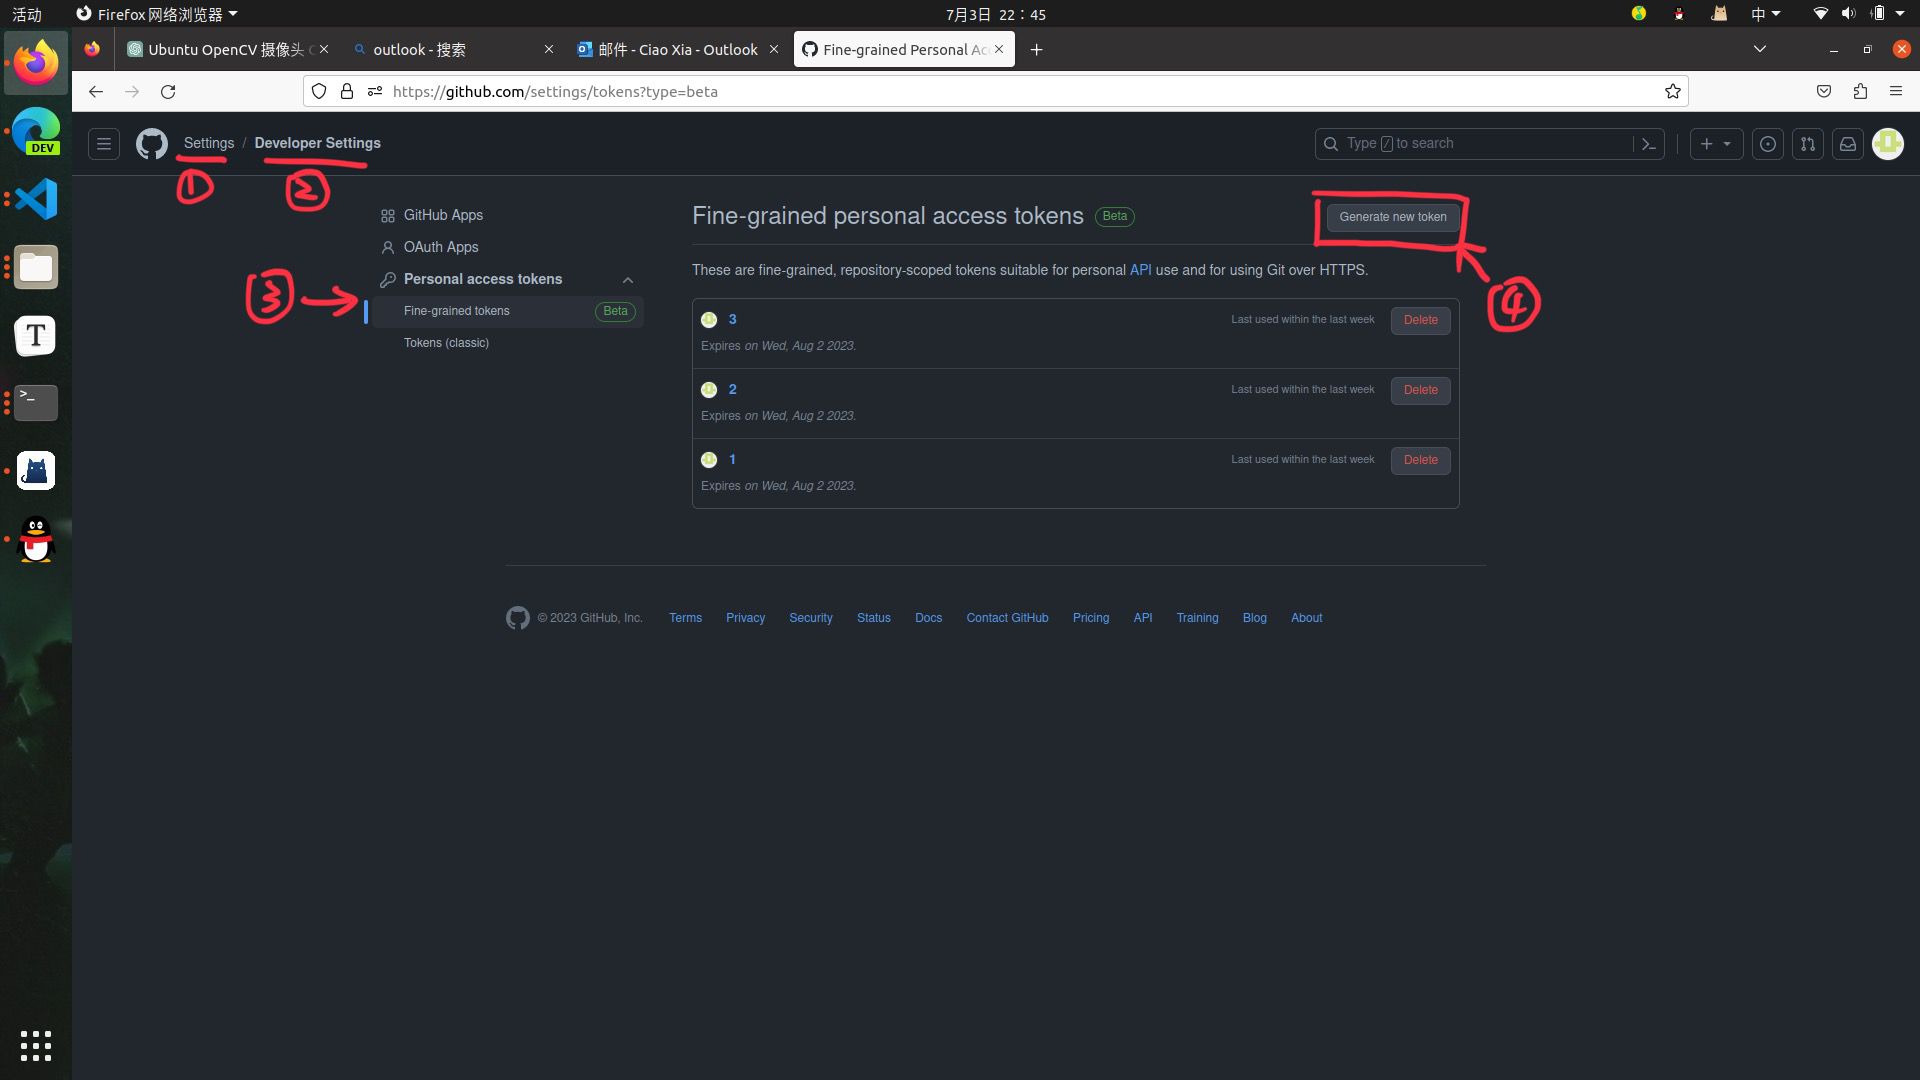 活动
Firefox 网络浏览器
7月3日 22：45
中
Ubuntu OpenCV 摄像头
outlook - 搜索
邮件 - Ciao Xia - Outlook
Fine-grained Personal Ac
https://github.com/settings/tokens?type=beta
DEV
Settings / Developer Settings
Type / to search
① ②
GitHub Apps
OAuth Apps
Personal access tokens
③
Fine-grained tokens Beta
Tokens (classic)
Fine-grained personal access tokens Beta
Generate new token
④
These are fine-grained, repository-scoped tokens suitable for personal API use and for using Git over HTTPS.
3 Last used within the last week Delete
Expires on Wed, Aug 2 2023.
2 Last used within the last week Delete
Expires on Wed, Aug 2 2023.
1 Last used within the last week Delete
Expires on Wed, Aug 2 2023.
© 2023 GitHub, Inc. Terms Privacy Security Status Docs Contact GitHub Pricing API Training Blog About